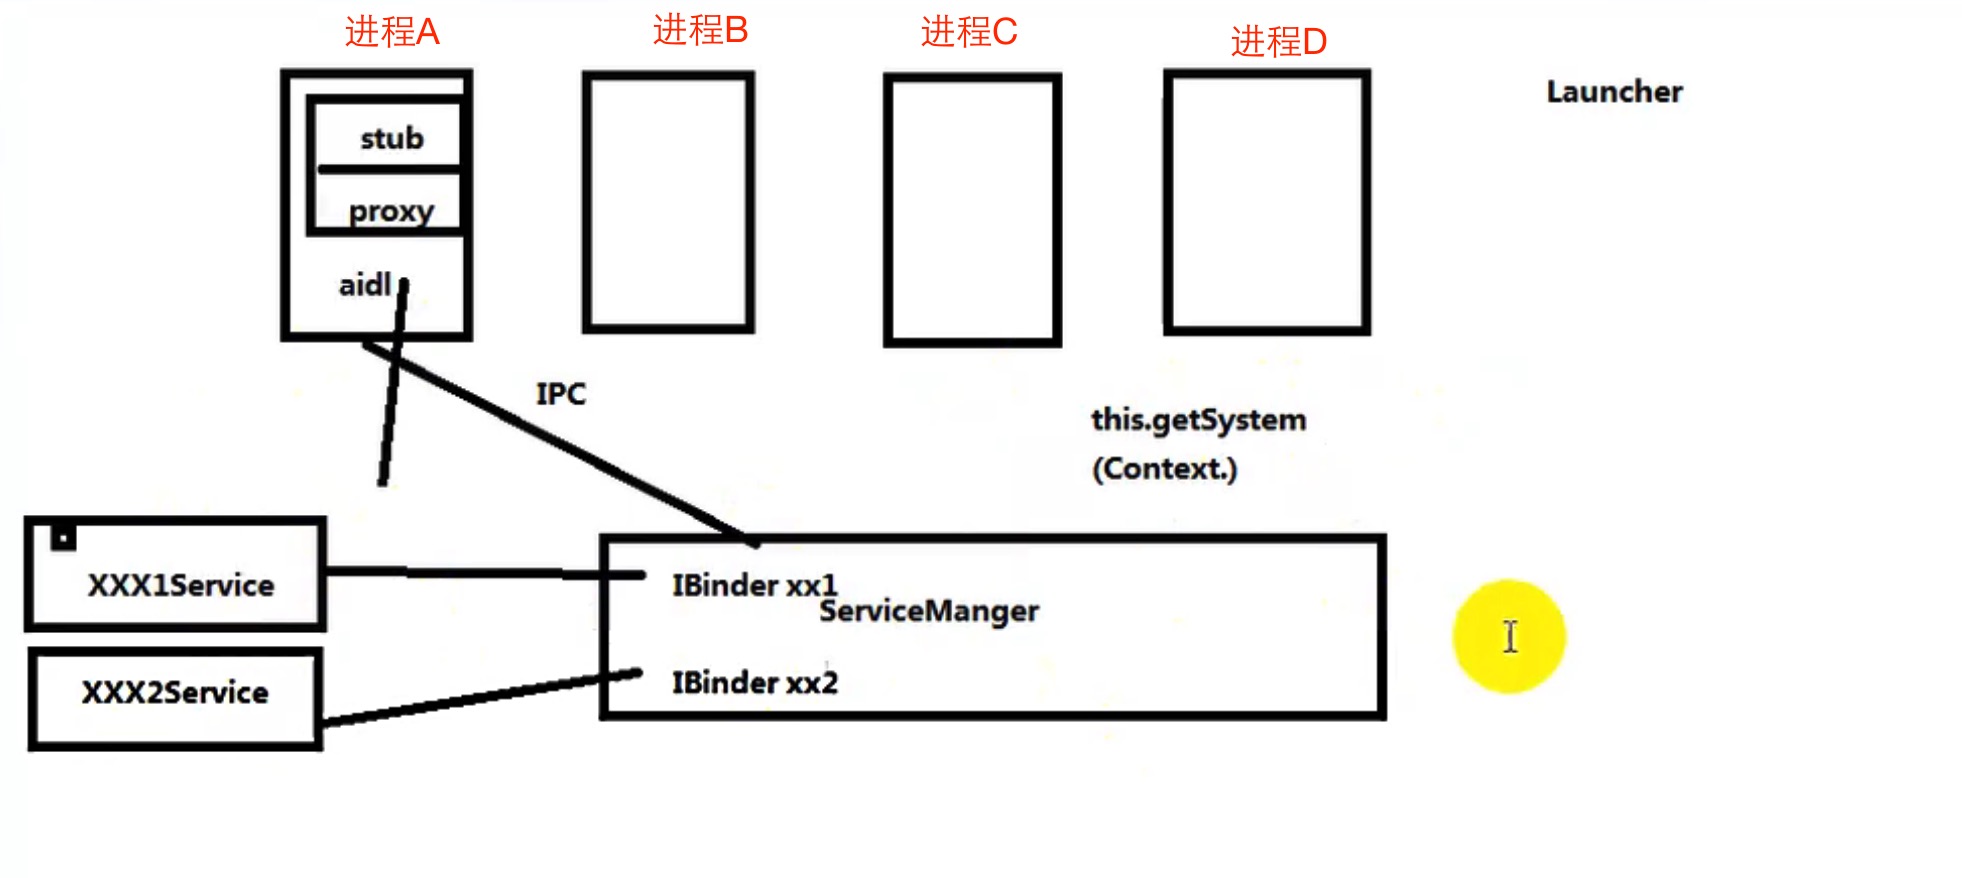 进程A
进程B
进程C
进程D
Launcher
stub
proxy
aidl
IPC
this.getSystem
(Context.)
XXX1Service
IBinder xx1
ServiceManger
XXX2Service
IBinder xx2